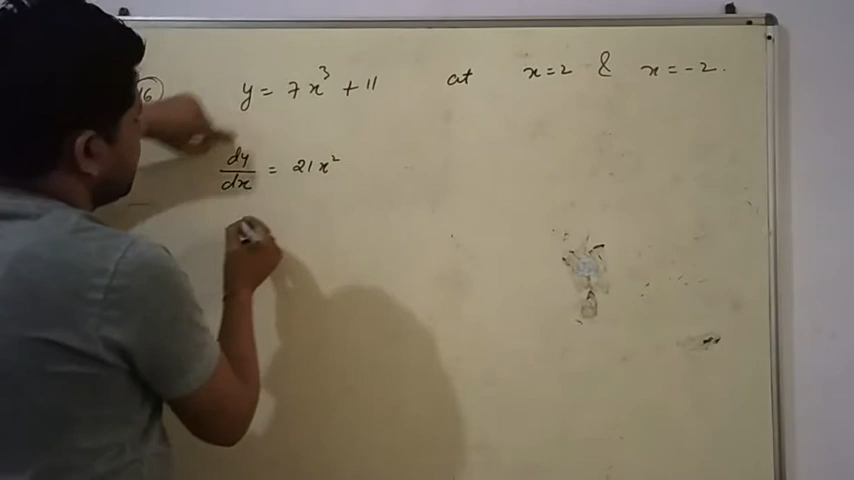 16 y = 7x³ + 11 at x = 2 & x = -2.
dy/dx = 21x²